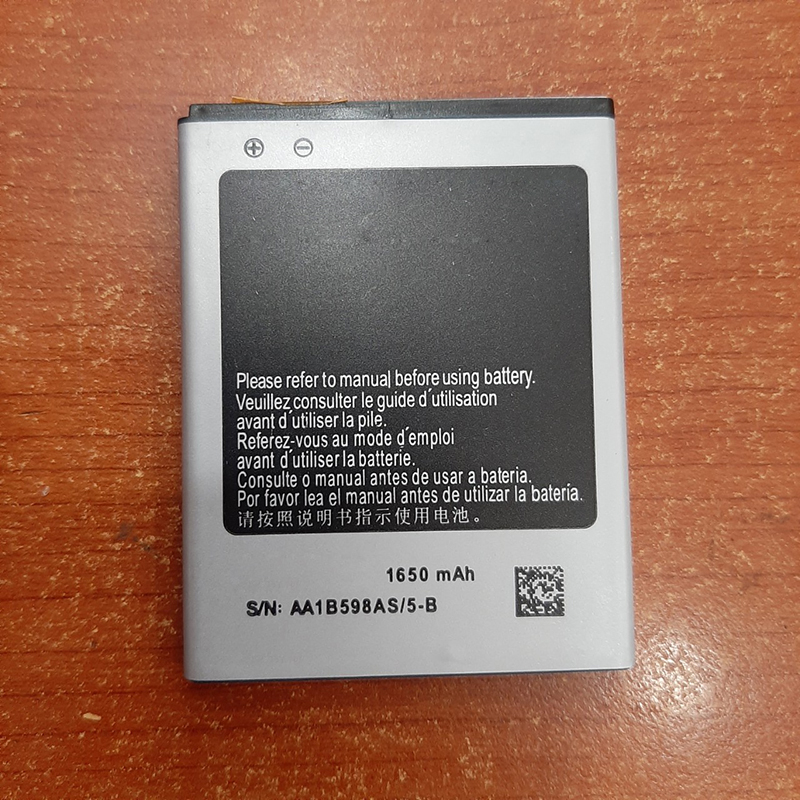 Please refer to manual before using battery.
Veuillez consulter le guide d´utilisation
avant d´utiliser la pile.
Referez-vous au mode d´emploi
avant d´utiliser la batterie.
Consulte o manual antes de usar a bateria.
Por favor lea el manual antes de utilizar la batería.
请按照说明书指示使用电池。
1650 mAh
S/N: AA1B598AS/5-B